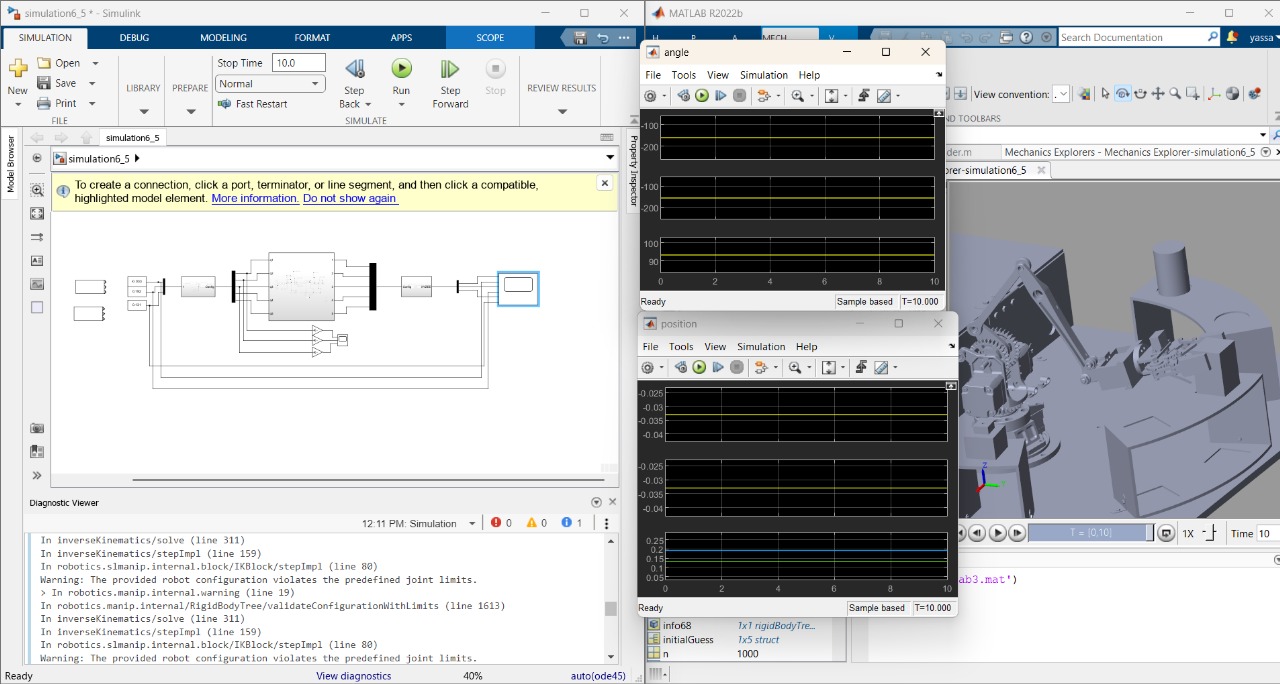 simulation6_5 * - Simulink
SIMULATION DEBUG MODELING FORMAT APPS SCOPE
New
Open
Save
Print
FILE
LIBRARY
PREPARE
Stop Time 10.0
Normal
Fast Restart
Step Back
Run
Step Forward
Stop
SIMULATE
REVIEW RESULTS
Model Browser
simulation6_5
simulation6_5
Property Inspector
To create a connection, click a port, terminator, or line segment, and then click a compatible,
highlighted model element. More information. Do not show again.
Diagnostic Viewer
12:11 PM: Simulation 0 0 1
In inverseKinematics/solve (line 311)
In inverseKinematics/stepImpl (line 159)
In robotics.slmanip.internal.block/IKBlock/stepImpl (line 80)
Warning: The provided robot configuration violates the predefined joint limits.
> In robotics.manip.internal.warning (line 19)
In robotics.manip.internal/RigidBodyTree/validateConfigurationWithLimits (line 1613)
In inverseKinematics/solve (line 311)
In inverseKinematics/stepImpl (line 159)
In robotics.slmanip.internal.block/IKBlock/stepImpl (line 80)
Warning: The provided robot configuration violates the predefined joint limits.
Ready View diagnostics 40% auto(ode45)
MATLAB R2022b
Search Documentation
yassa
View convention:
D TOOLBARS
der.m
Mechanics Explorers - Mechanics Explorer-simulation6_5
orer-simulation6_5
angle
File Tools View Simulation Help
-100
-200
-100
-200
100
90
0 2 4 6 8 10
Ready Sample based T=10.000
position
File Tools View Simulation Help
-0.025
-0.03
-0.035
-0.04
-0.025
-0.03
-0.035
-0.04
0.25
0.2
0.15
0.1
0.05
0 2 4 6 8 10
Ready Sample based T=10.000
z
T = [0,10]
1X
Time 10
ab3.mat')
info68 1x1 rigidBodyTre...
initialGuess 1x5 struct
n 1000